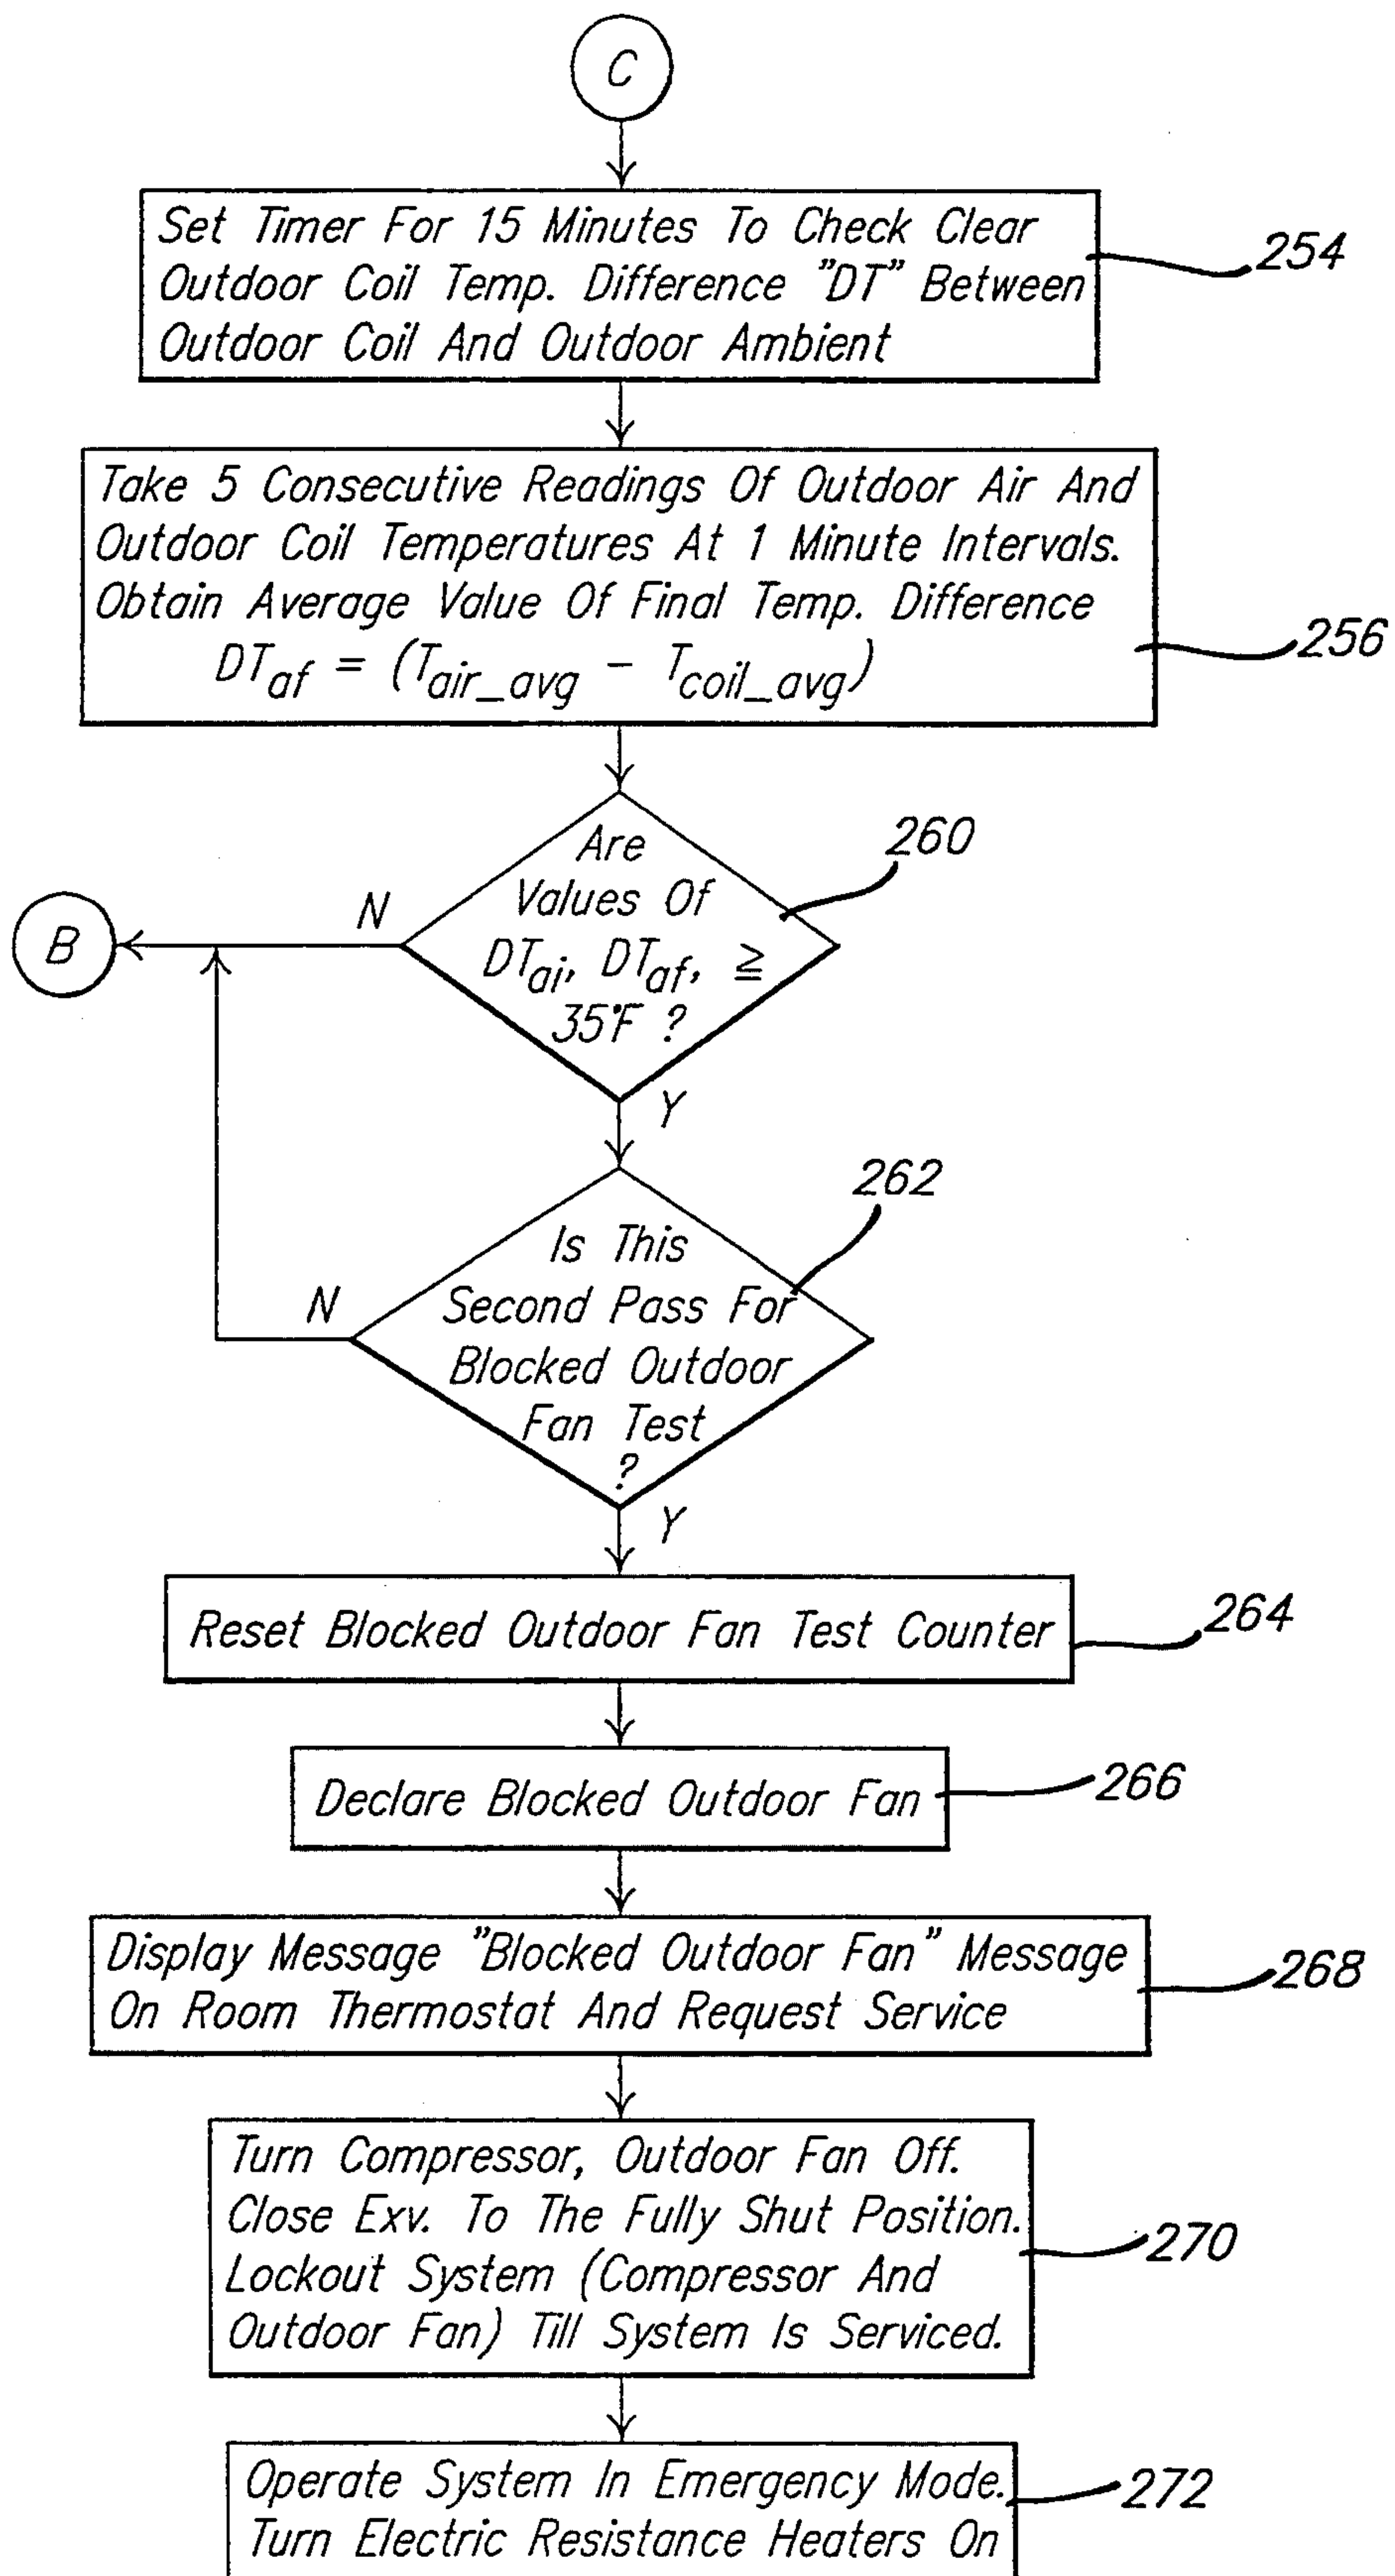 C
Set Timer For 15 Minutes To Check Clear
Outdoor Coil Temp. Difference "DT" Between
Outdoor Coil And Outdoor Ambient
254
Take 5 Consecutive Readings Of Outdoor Air And
Outdoor Coil Temperatures At 1 Minute Intervals.
Obtain Average Value Of Final Temp. Difference
DTaf = (Tair_avg - Tcoil_avg)
256
Are
Values Of
DTai, DTaf, ≧
35°F ?
260
N
B
Y
Is This
Second Pass For
Blocked Outdoor
Fan Test
?
262
N
Y
Reset Blocked Outdoor Fan Test Counter
264
Declare Blocked Outdoor Fan
266
Display Message "Blocked Outdoor Fan" Message
On Room Thermostat And Request Service
268
Turn Compressor, Outdoor Fan Off.
Close Exv. To The Fully Shut Position.
Lockout System (Compressor And
Outdoor Fan) Till System Is Serviced.
270
Operate System In Emergency Mode.
Turn Electric Resistance Heaters On
272